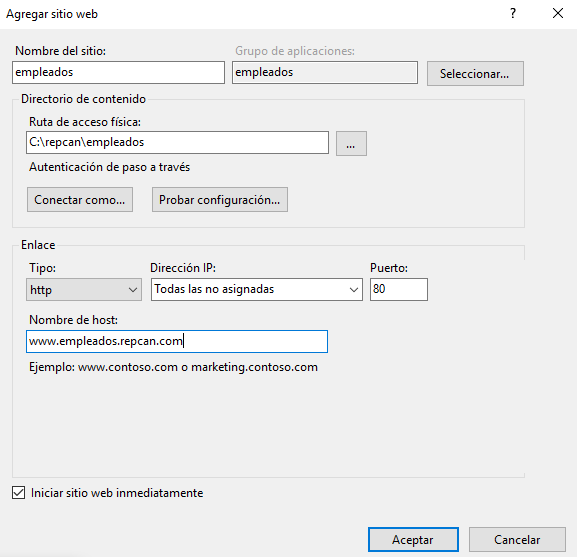 Agregar sitio web ?
Nombre del sitio: Grupo de aplicaciones:
empleados empleados Seleccionar...
Directorio de contenido
Ruta de acceso física:
C:\repcan\empleados ...
Autenticación de paso a través
Conectar como... Probar configuración...
Enlace
Tipo: Dirección IP: Puerto:
http Todas las no asignadas 80
Nombre de host:
www.empleados.repcan.com
Ejemplo: www.contoso.com o marketing.contoso.com
Iniciar sitio web inmediatamente
Aceptar Cancelar